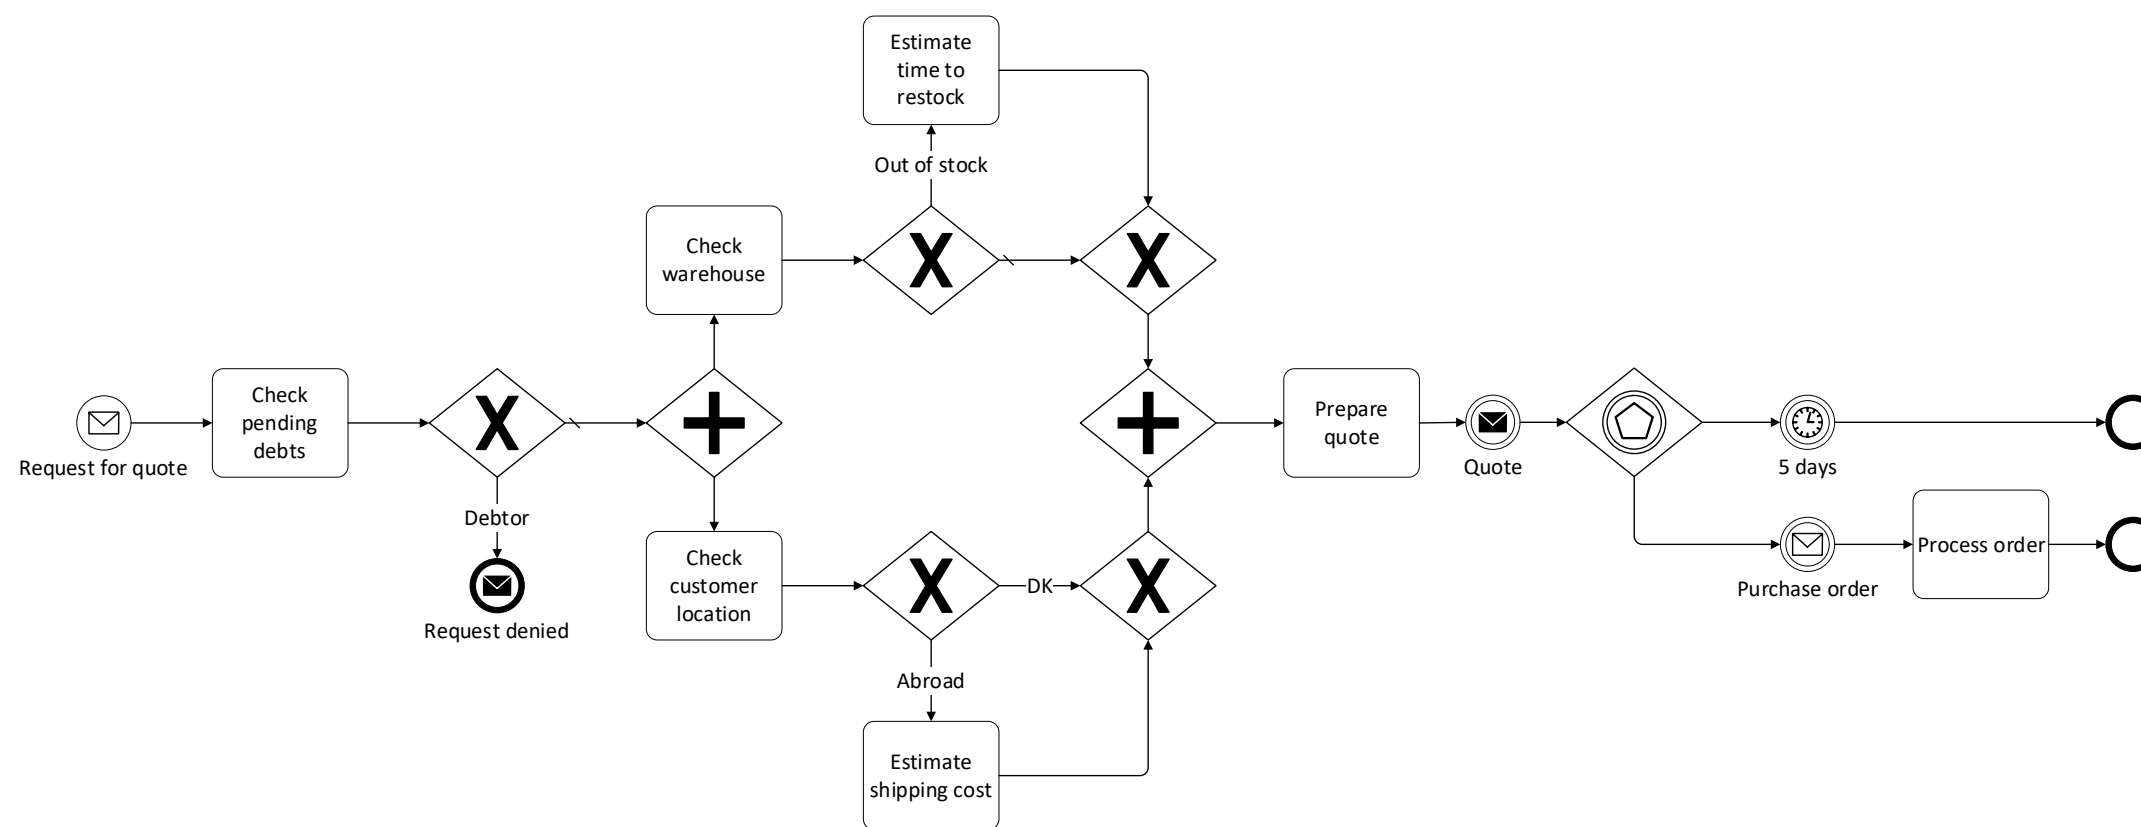 Estimate
time to
restock
Out of stock
Check
warehouse
Check
pending
debts
Request for quote
Debtor
Request denied
Check
customer
location
DK
Abroad
Estimate
shipping cost
Prepare
quote
Quote
5 days
Process order
Purchase order